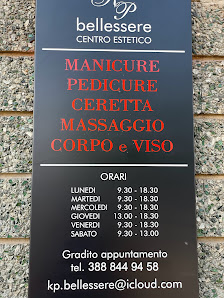 KP
bellessere
CENTRO ESTETICO
MANICURE
PEDICURE
CERETTA
MASSAGGIO
CORPO e VISO
ORARI
LUNEDI 9.30 - 18.30
MARTEDI 9.30 - 18.30
MERCOLEDI 9.30 - 18.30
GIOVEDI 13.00 - 18.30
VENERDI 9.30 - 18.30
SABATO 9.30 - 13.00
Gradito appuntamento
tel. 388 844 94 58
kp.bellessere@icloud.com